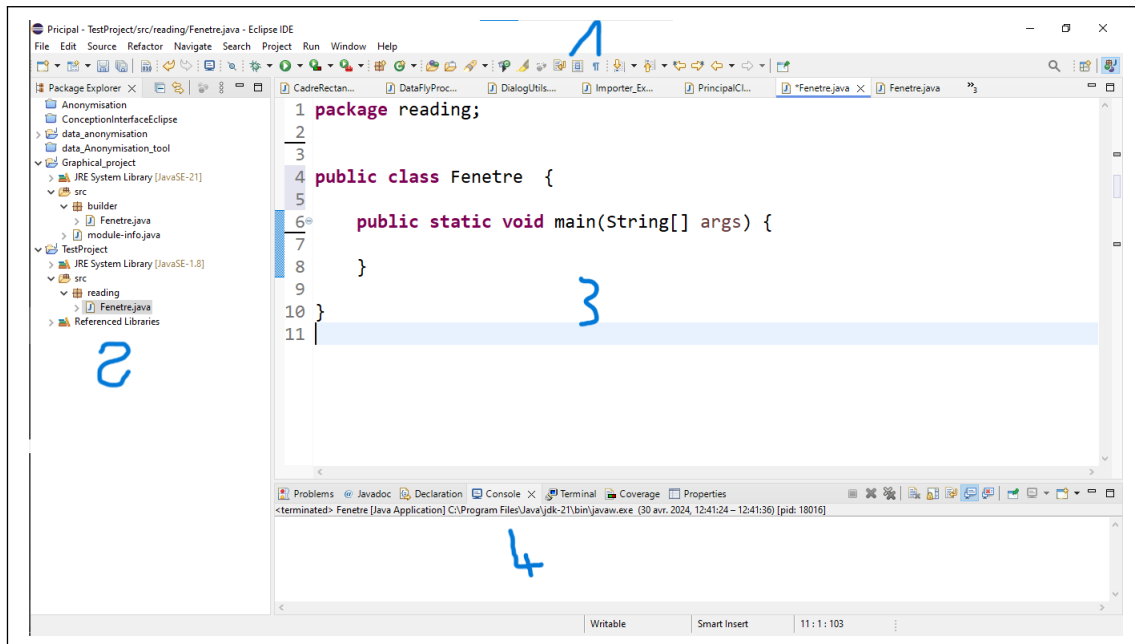 Pricipal - TestProject/src/reading/Fenetre.java - Eclipse IDE
File Edit Source Refactor Navigate Search Project Run Window Help
1
Package Explorer
CadreRectan... DataFlyProc... DialogUtils.... Importer_Ex... PrincipalCl... *Fenetre.java Fenetre.java »3
Anonymisation
ConceptionInterfaceEclipse
data_anonymisation
data_Anonymisation_tool
Graphical_project
JRE System Library [JavaSE-21]
src
builder
Fenetre.java
module-info.java
TestProject
JRE System Library [JavaSE-1.8]
src
reading
Fenetre.java
Referenced Libraries
2
1 package reading;
2
3
4 public class Fenetre {
5
6 public static void main(String[] args) {
7
8 }
9
10 }
11
3
Problems @ Javadoc Declaration Console Terminal Coverage Properties
<terminated> Fenetre [Java Application] C:\Program Files\Java\jdk-21\bin\javaw.exe (30 avr. 2024, 12:41:24 – 12:41:36) [pid: 18016]
4
Writable Smart Insert 11 : 1 : 103